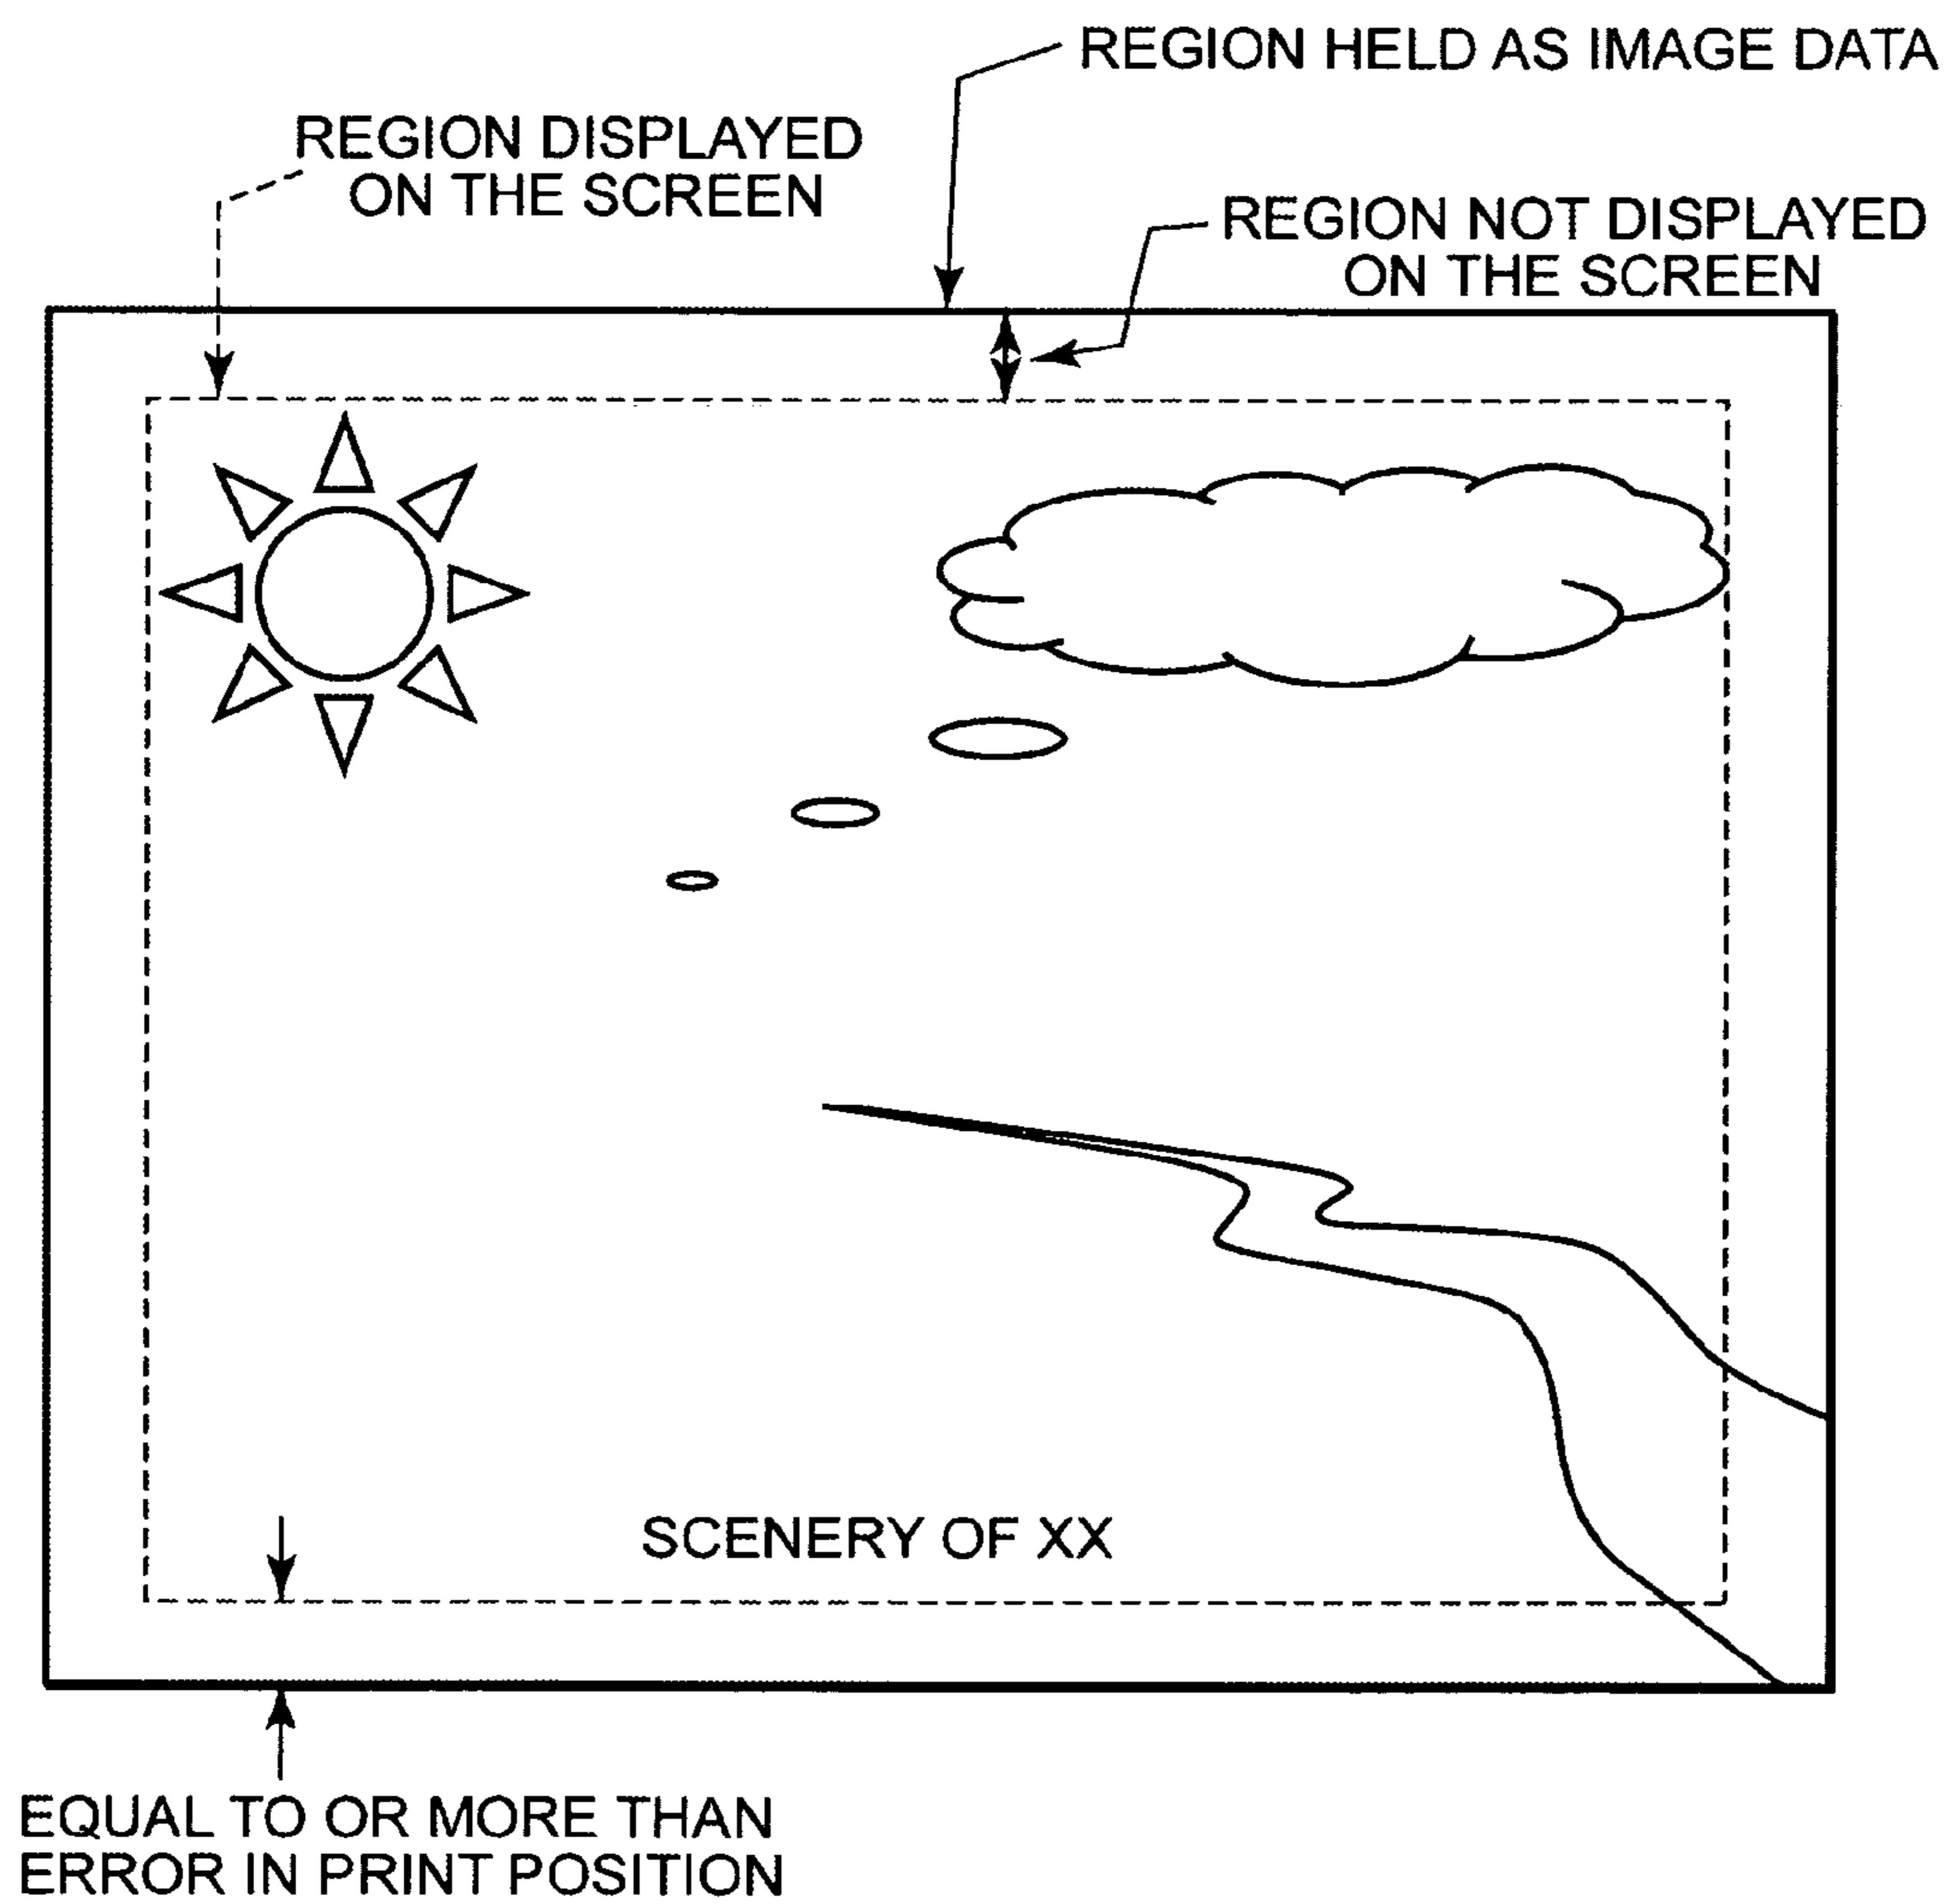 REGION HELD AS IMAGE DATA
REGION DISPLAYED
ON THE SCREEN
REGION NOT DISPLAYED
ON THE SCREEN
SCENERY OF XX
EQUAL TO OR MORE THAN
ERROR IN PRINT POSITION